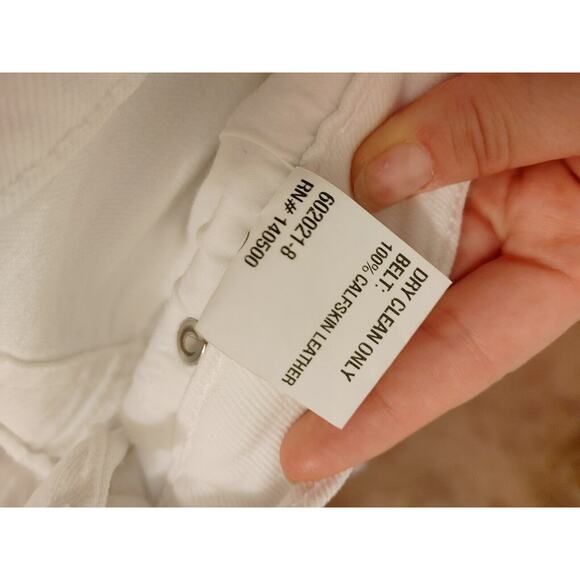 DRY CLEAN ONLY
BELT:
100% CALFSKIN LEATHER
602021-8
RN# 140500